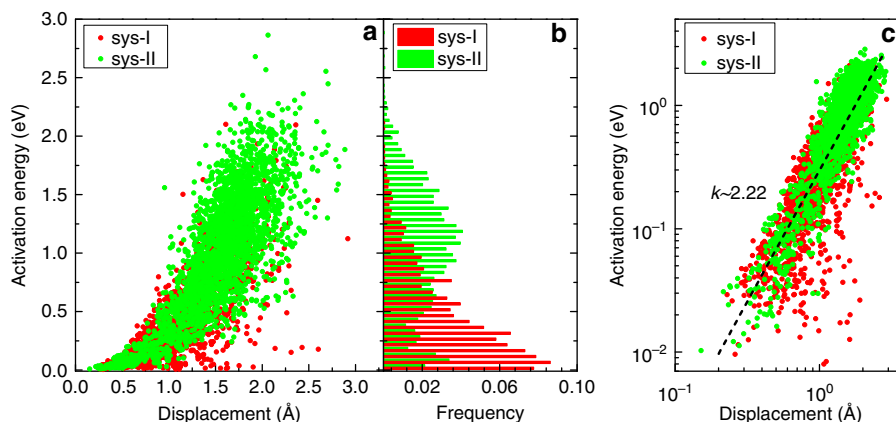 3.0
2.5
2.0
1.5
1.0
0.5
0.0
Activation energy (eV)
sys-I
sys-II
a
0.0
0.5
1.0
1.5
2.0
2.5
3.0
Displacement (Å)
sys-I
sys-II
b
0.02
0.06
0.10
Frequency
c
sys-I
sys-II
k~2.22
10⁰
10⁻¹
10⁻²
Activation energy (eV)
10⁻¹
10⁰
Displacement (Å)